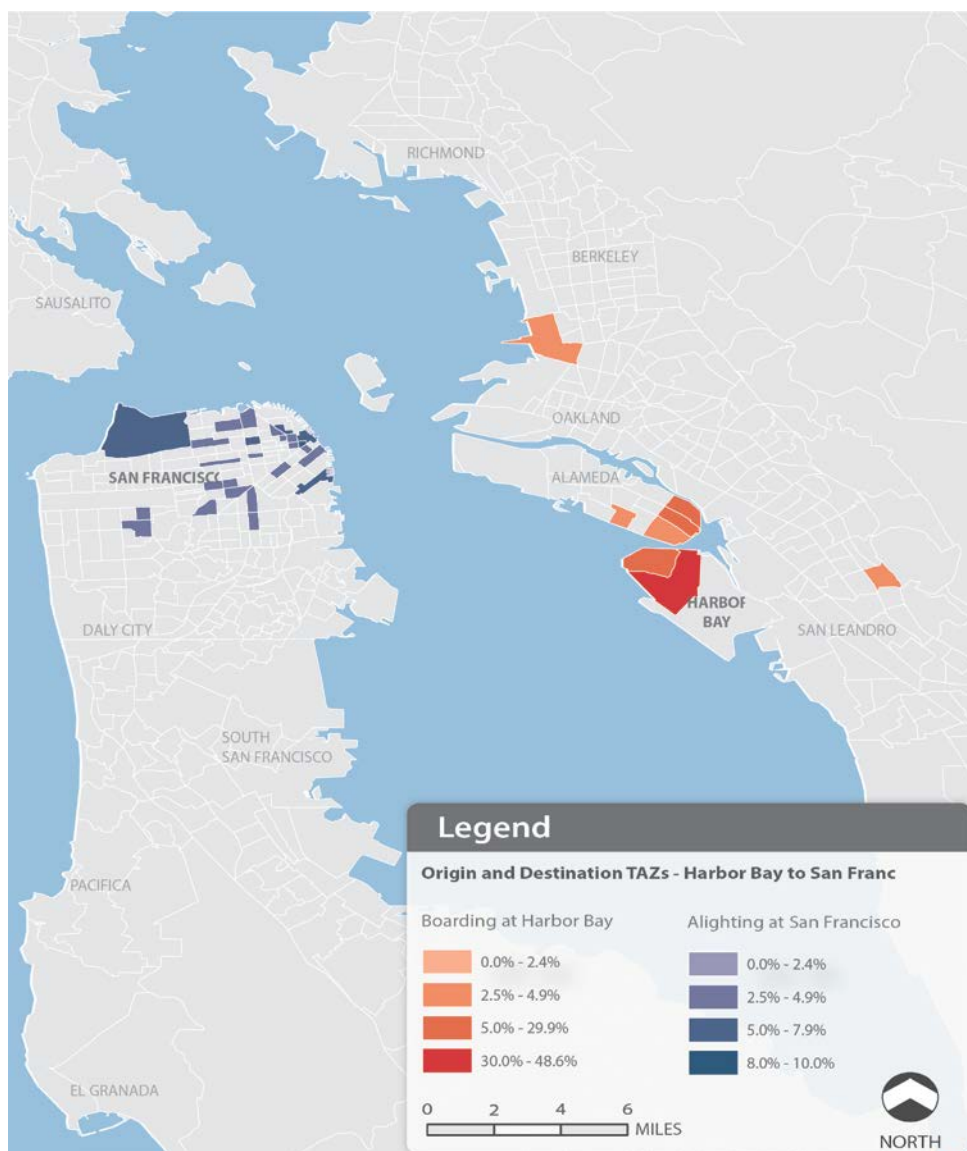 RICHMOND
BERKELEY
SAUSALITO
OAKLAND
ALAMEDA
SAN FRANCISC
HARBOR
BAY
SAN LEANDRO
DALY CITY
SOUTH
SAN FRANCISCO
PACIFICA
EL GRANADA
Legend
Origin and Destination TAZs - Harbor Bay to San Franc
Boarding at Harbor Bay
0.0% - 2.4%
2.5% - 4.9%
5.0% - 29.9%
30.0% - 48.6%
Alighting at San Francisco
0.0% - 2.4%
2.5% - 4.9%
5.0% - 7.9%
8.0% - 10.0%
0 2 4 6
MILES
NORTH